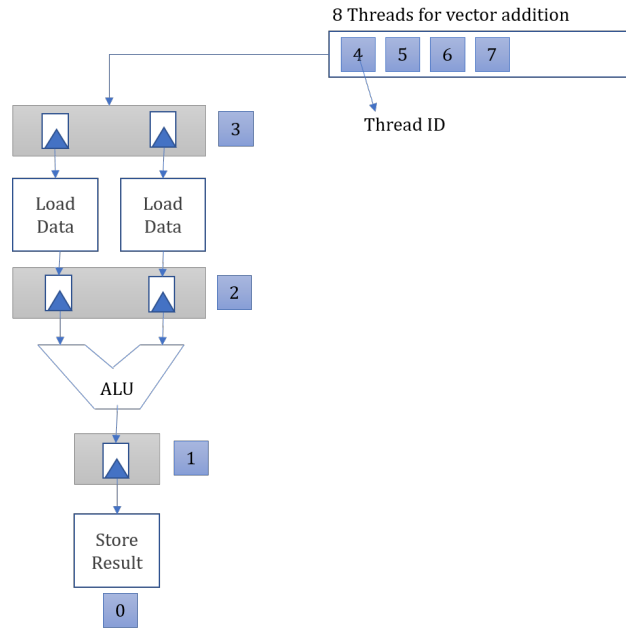 8 Threads for vector addition
4 5 6 7
Thread ID
3
Load
Data
Load
Data
2
ALU
1
Store
Result
0